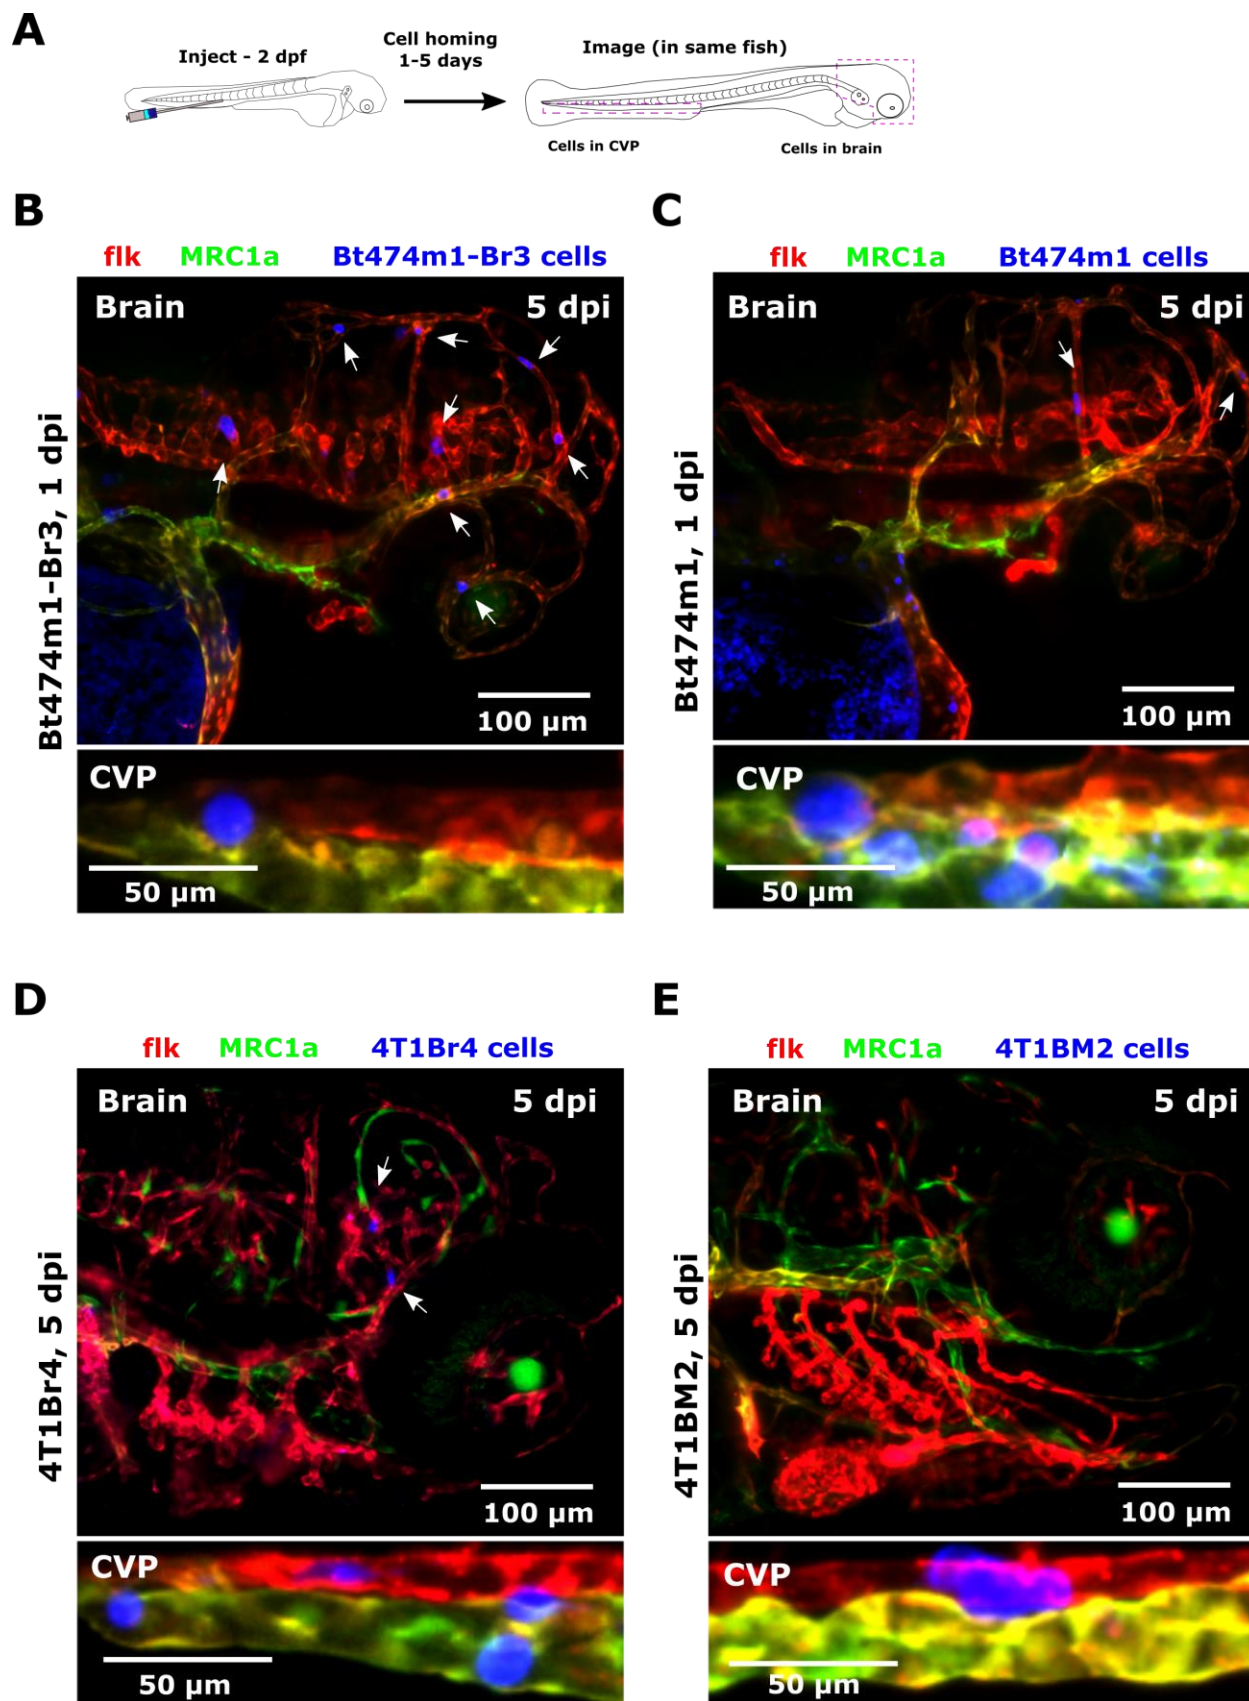 A
Inject - 2 dpf
Cell homing
1-5 days
Image (in same fish)
Cells in CVP
Cells in brain
B
flk MRC1a Bt474m1-Br3 cells
Bt474m1-Br3, 1 dpi
Brain 5 dpi
100 µm
CVP
50 µm
C
flk MRC1a Bt474m1 cells
Bt474m1, 1 dpi
Brain 5 dpi
100 µm
CVP
50 µm
D
flk MRC1a 4T1Br4 cells
4T1Br4, 5 dpi
Brain 5 dpi
100 µm
CVP
50 µm
E
flk MRC1a 4T1BM2 cells
4T1BM2, 5 dpi
Brain 5 dpi
100 µm
CVP
50 µm